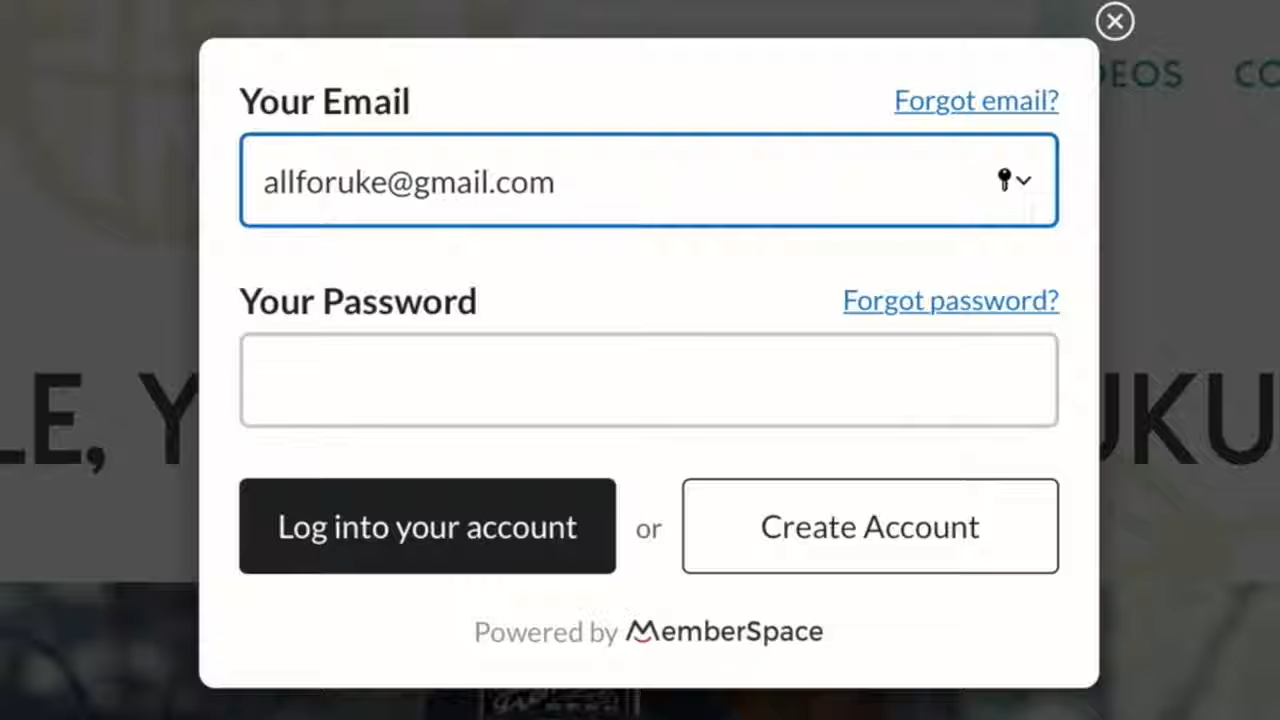 Your Email Forgot email?
allforuke@gmail.com
Your Password Forgot password?
Log into your account or Create Account
Powered by MemberSpace